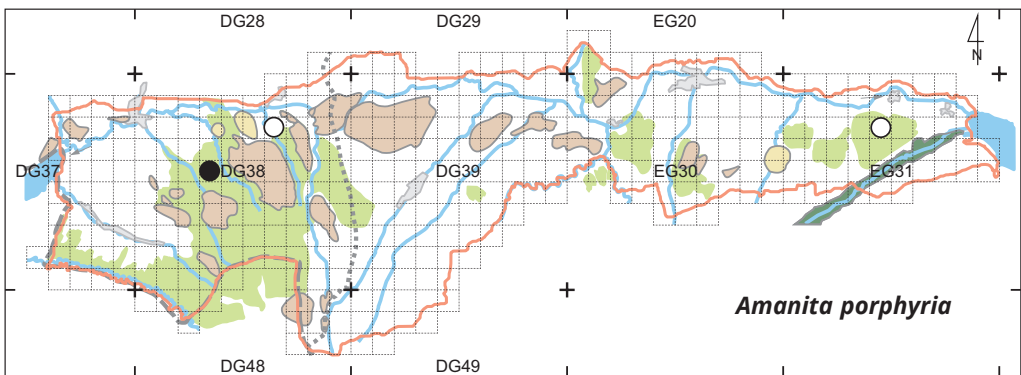 DG28 DG29 EG20
N
DG37 DG38 DG39 EG30 EG31
Amanita porphyria
DG48 DG49